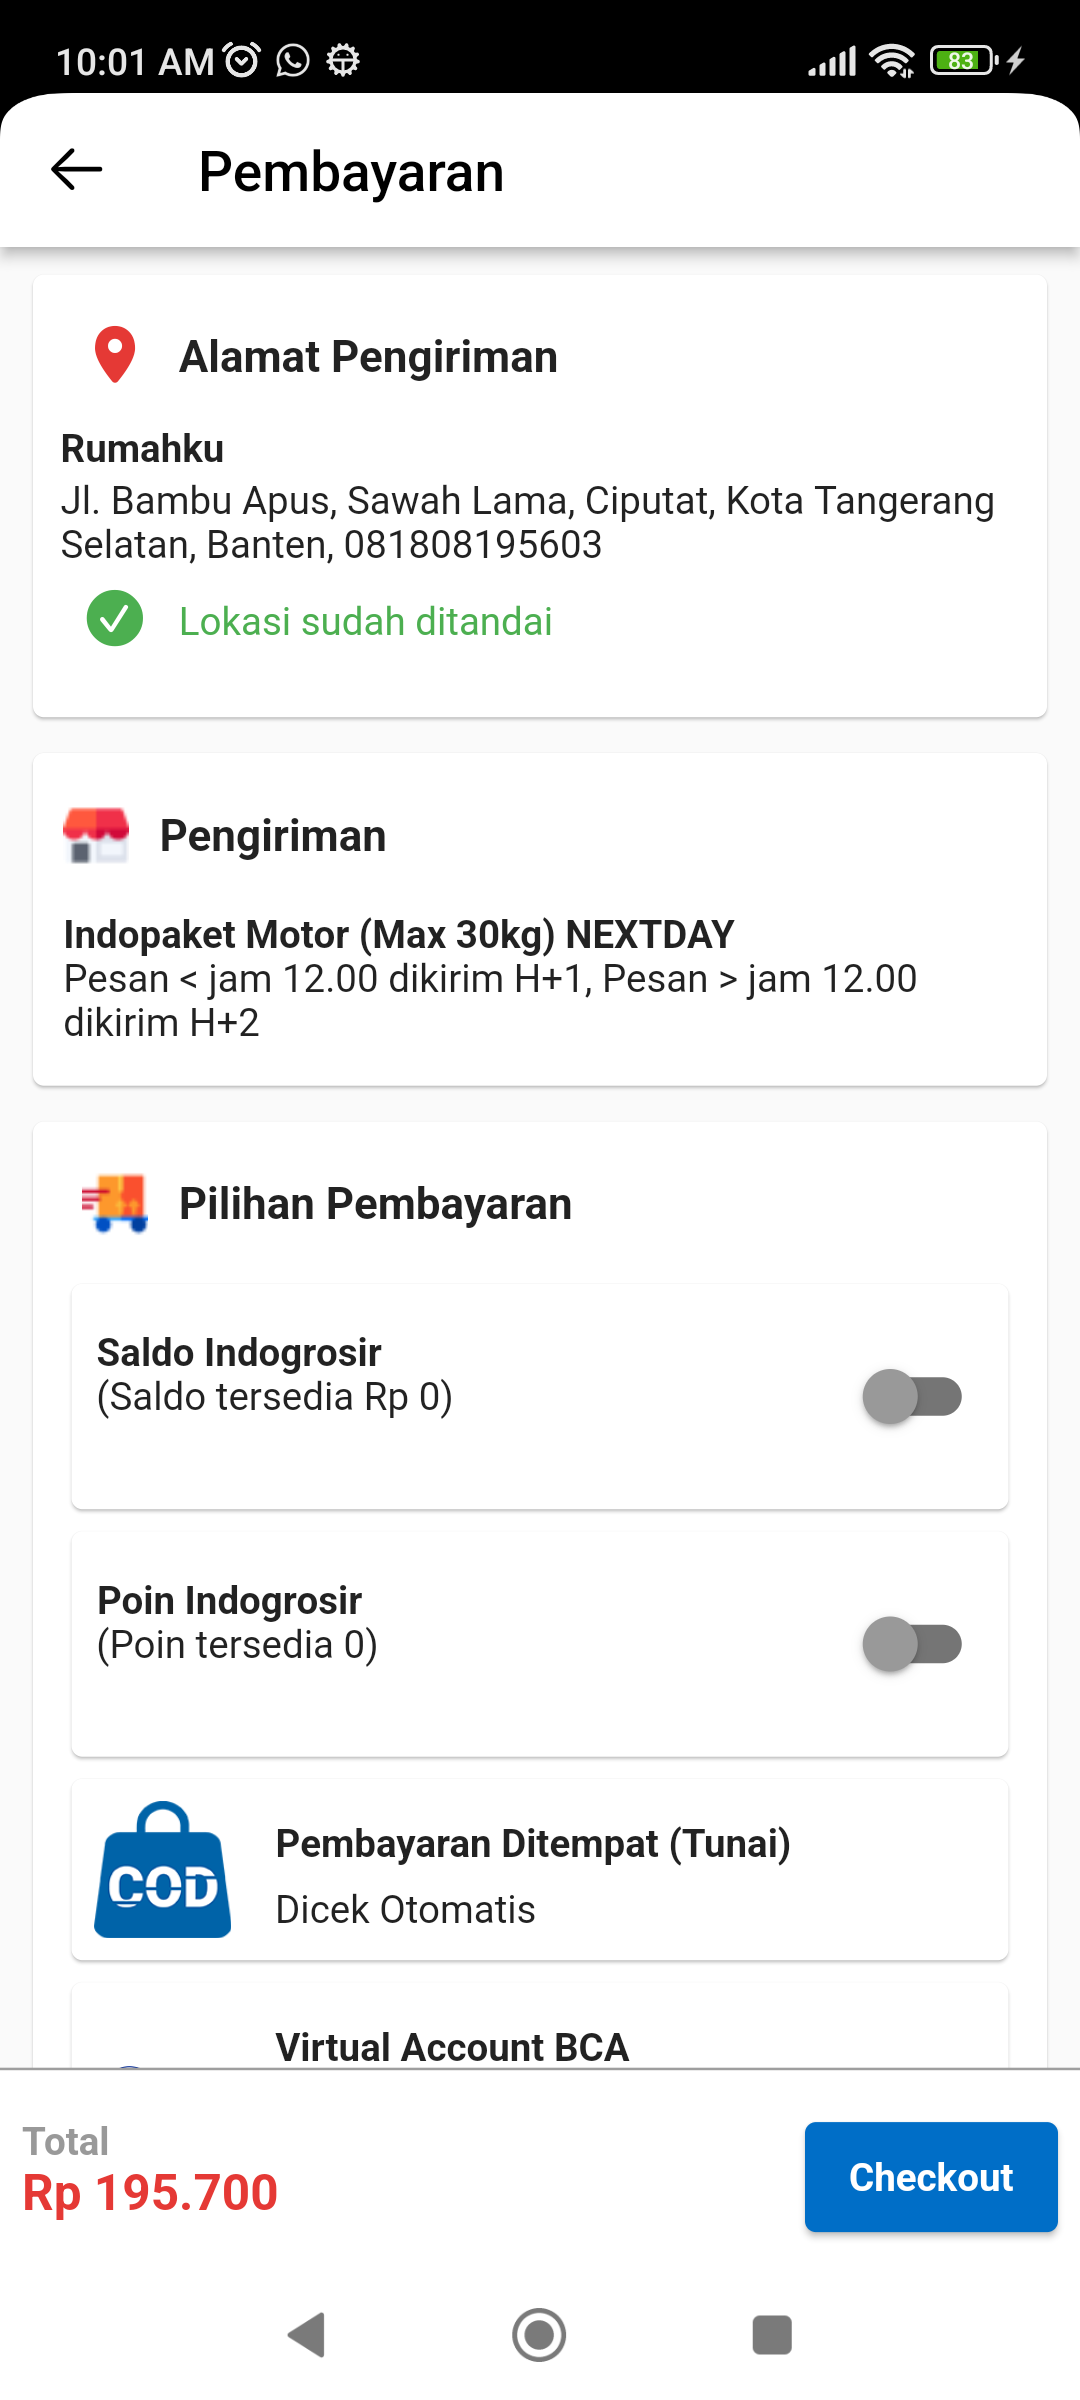 10:01 AM
83
Pembayaran
Alamat Pengiriman
Rumahku
Jl. Bambu Apus, Sawah Lama, Ciputat, Kota Tangerang
Selatan, Banten, 081808195603
Lokasi sudah ditandai
Pengiriman
Indopaket Motor (Max 30kg) NEXTDAY
Pesan < jam 12.00 dikirim H+1, Pesan > jam 12.00
dikirim H+2
Pilihan Pembayaran
Saldo Indogrosir
(Saldo tersedia Rp 0)
Poin Indogrosir
(Poin tersedia 0)
COD
Pembayaran Ditempat (Tunai)
Dicek Otomatis
Virtual Account BCA
Total
Rp 195.700
Checkout